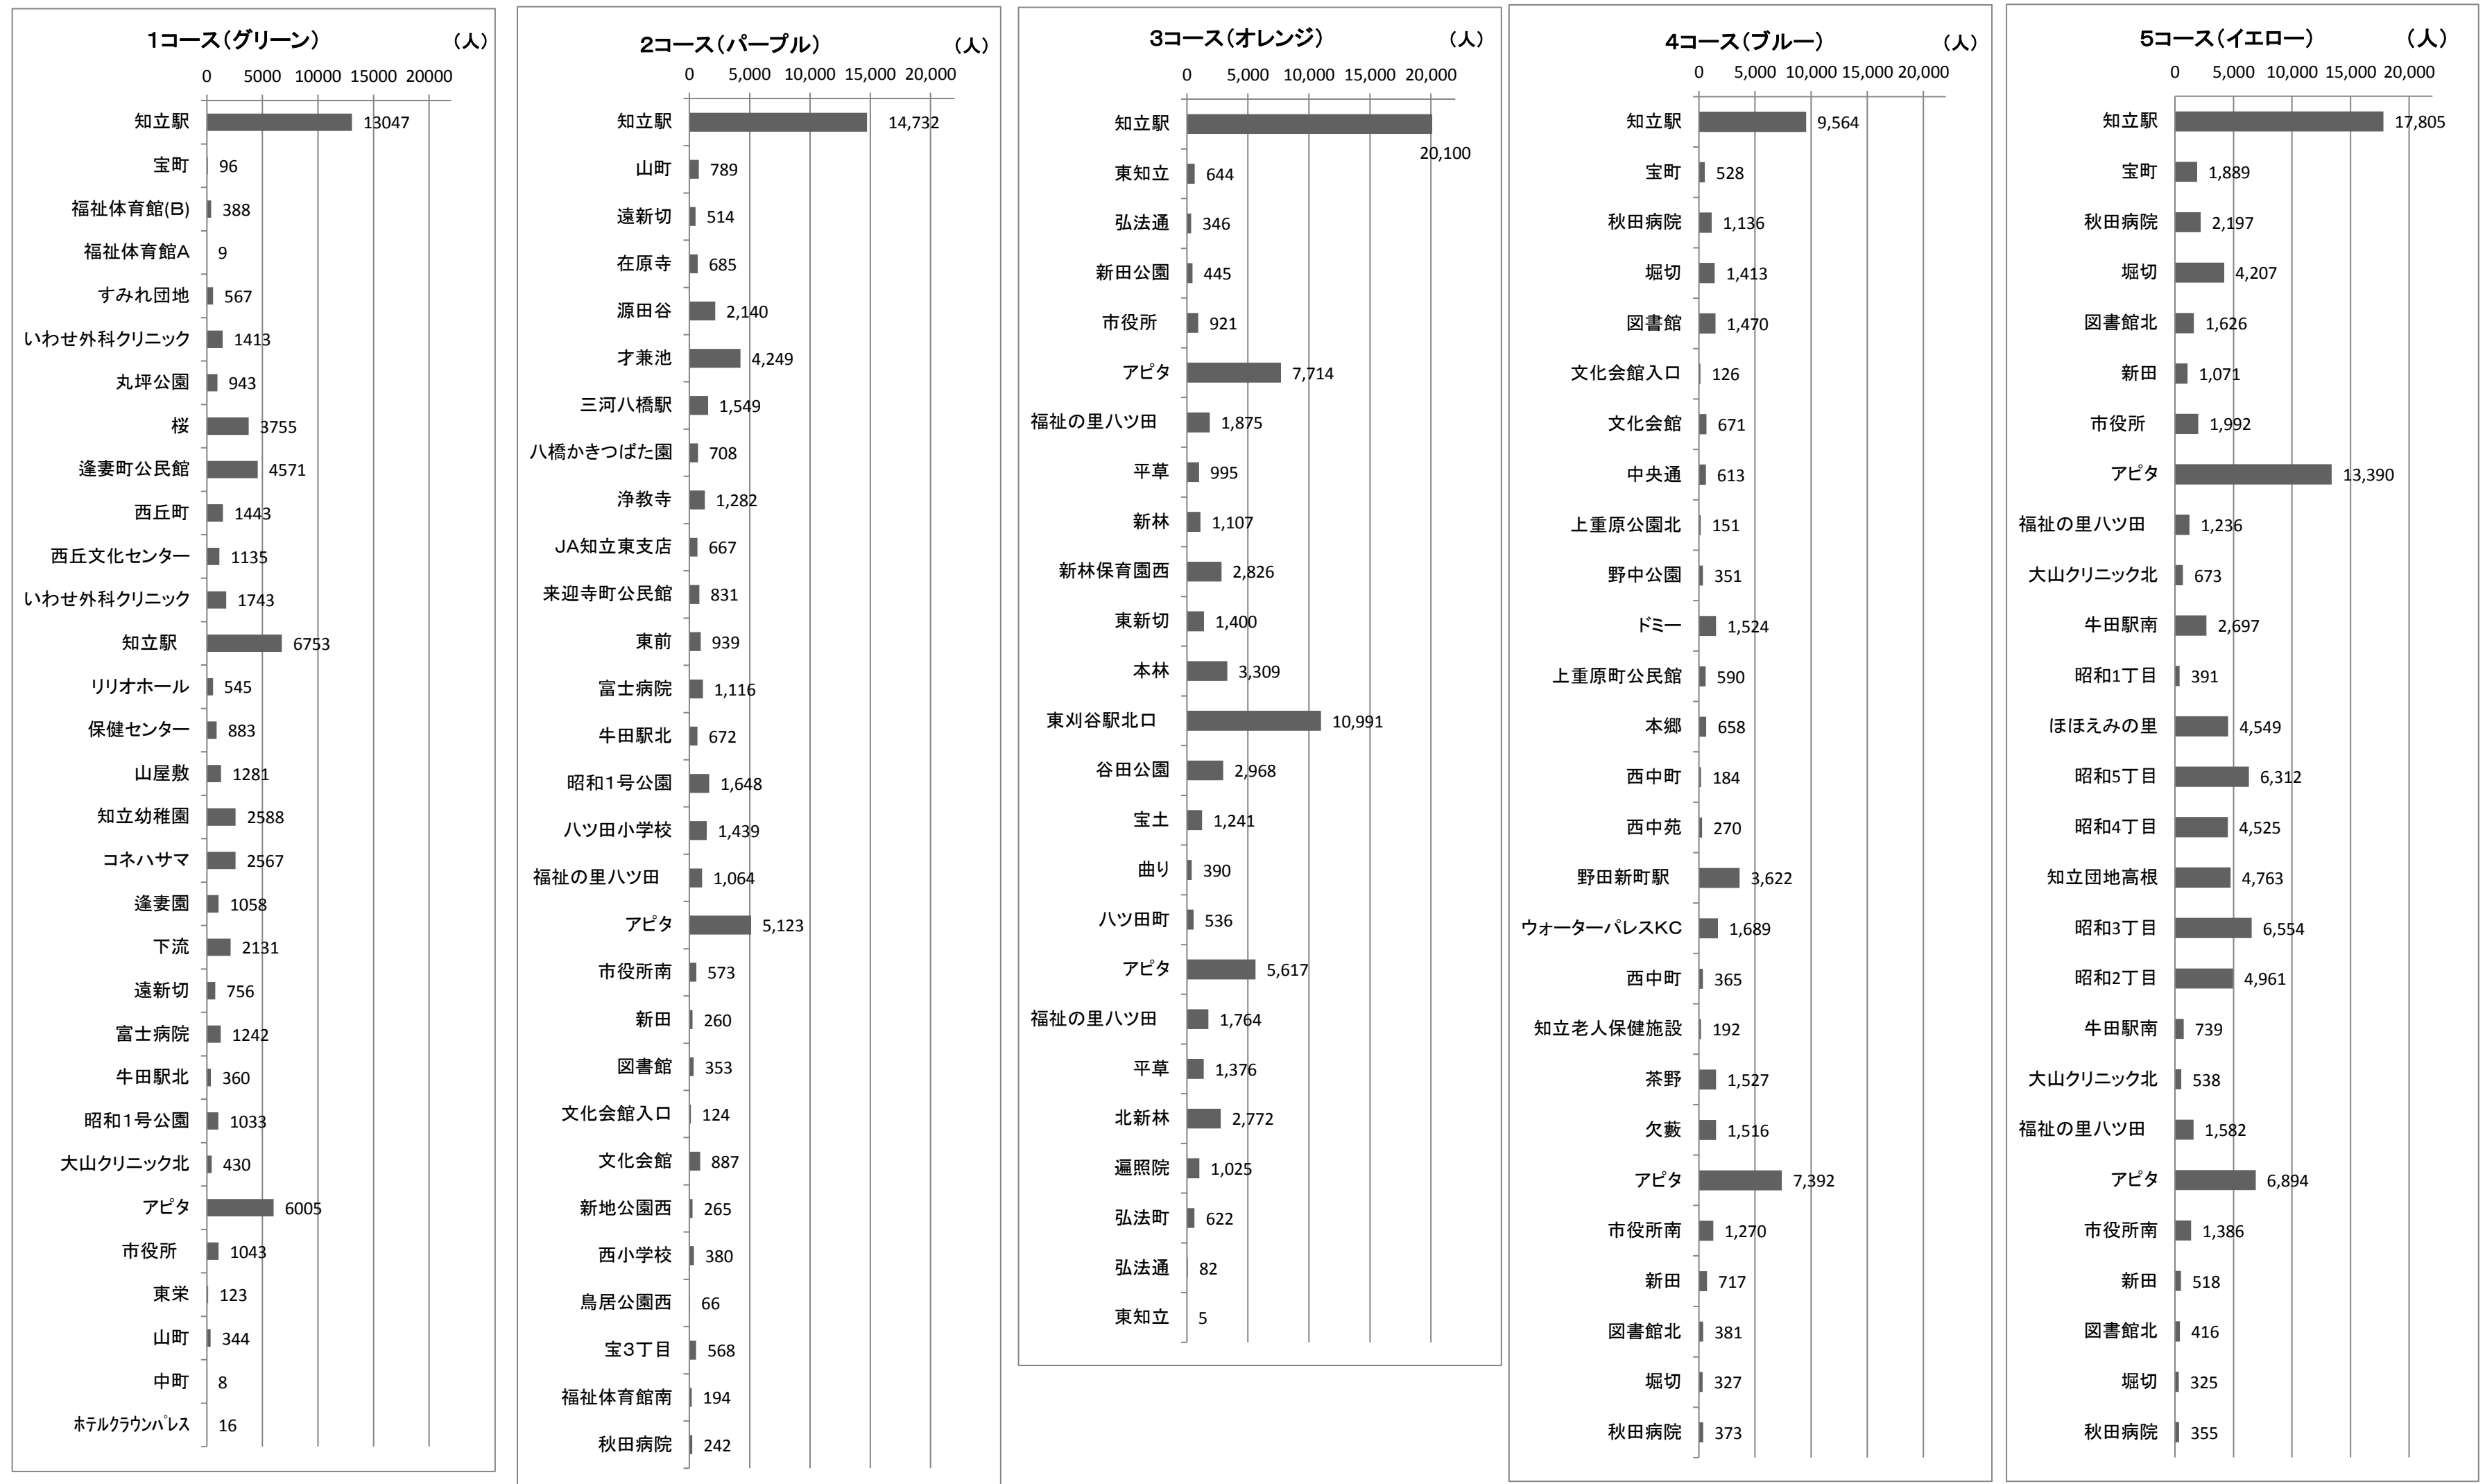 1コース（グリーン）　（人）
0 5000 10000 15000 20000
知立駅 13047
宝町 96
福祉体育館(B) 388
福祉体育館A 9
すみれ団地 567
いわせ外科クリニック 1413
丸坪公園 943
桜 3755
逢妻町公民館 4571
西丘町 1443
西丘文化センター 1135
いわせ外科クリニック 1743
知立駅 6753
リリオホール 545
保健センター 883
山屋敷 1281
知立幼稚園 2588
コネハサマ 2567
逢妻園 1058
下流 2131
遠新切 756
富士病院 1242
牛田駅北 360
昭和1号公園 1033
大山クリニック北 430
アピタ 6005
市役所 1043
東栄 123
山町 344
中町 8
ﾎﾃﾙｸﾗｳﾝﾊﾟﾚｽ 16
2コース（パープル）　（人）
0 5,000 10,000 15,000 20,000
知立駅 14,732
山町 789
遠新切 514
在原寺 685
源田谷 2,140
才兼池 4,249
三河八橋駅 1,549
八橋かきつばた園 708
浄教寺 1,282
JA知立東支店 667
来迎寺町公民館 831
東前 939
富士病院 1,116
牛田駅北 672
昭和1号公園 1,648
八ツ田小学校 1,439
福祉の里八ツ田 1,064
アピタ 5,123
市役所南 573
新田 260
図書館 353
文化会館入口 124
文化会館 887
新地公園西 265
西小学校 380
鳥居公園西 66
宝3丁目 568
福祉体育館南 194
秋田病院 242
3コース（オレンジ）　（人）
0 5,000 10,000 15,000 20,000
知立駅 20,100
東知立 644
弘法通 346
新田公園 445
市役所 921
アピタ 7,714
福祉の里八ツ田 1,875
平草 995
新林 1,107
新林保育園西 2,826
東新切 1,400
本林 3,309
東刈谷駅北口 10,991
谷田公園 2,968
宝土 1,241
曲り 390
八ツ田町 536
アピタ 5,617
福祉の里八ツ田 1,764
平草 1,376
北新林 2,772
遍照院 1,025
弘法町 622
弘法通 82
東知立 5
4コース（ブルー）　（人）
0 5,000 10,000 15,000 20,000
知立駅 9,564
宝町 528
秋田病院 1,136
堀切 1,413
図書館 1,470
文化会館入口 126
文化会館 671
中央通 613
上重原公園北 151
野中公園 351
ドミー 1,524
上重原町公民館 590
本郷 658
西中町 184
西中苑 270
野田新町駅 3,622
ウォーターパレスKC 1,689
西中町 365
知立老人保健施設 192
茶野 1,527
欠藪 1,516
アピタ 7,392
市役所南 1,270
新田 717
図書館北 381
堀切 327
秋田病院 373
5コース（イエロー）　（人）
0 5,000 10,000 15,000 20,000
知立駅 17,805
宝町 1,889
秋田病院 2,197
堀切 4,207
図書館北 1,626
新田 1,071
市役所 1,992
アピタ 13,390
福祉の里八ツ田 1,236
大山クリニック北 673
牛田駅南 2,697
昭和1丁目 391
ほほえみの里 4,549
昭和5丁目 6,312
昭和4丁目 4,525
知立団地高根 4,763
昭和3丁目 6,554
昭和2丁目 4,961
牛田駅南 739
大山クリニック北 538
福祉の里八ツ田 1,582
アピタ 6,894
市役所南 1,386
新田 518
図書館北 416
堀切 325
秋田病院 355